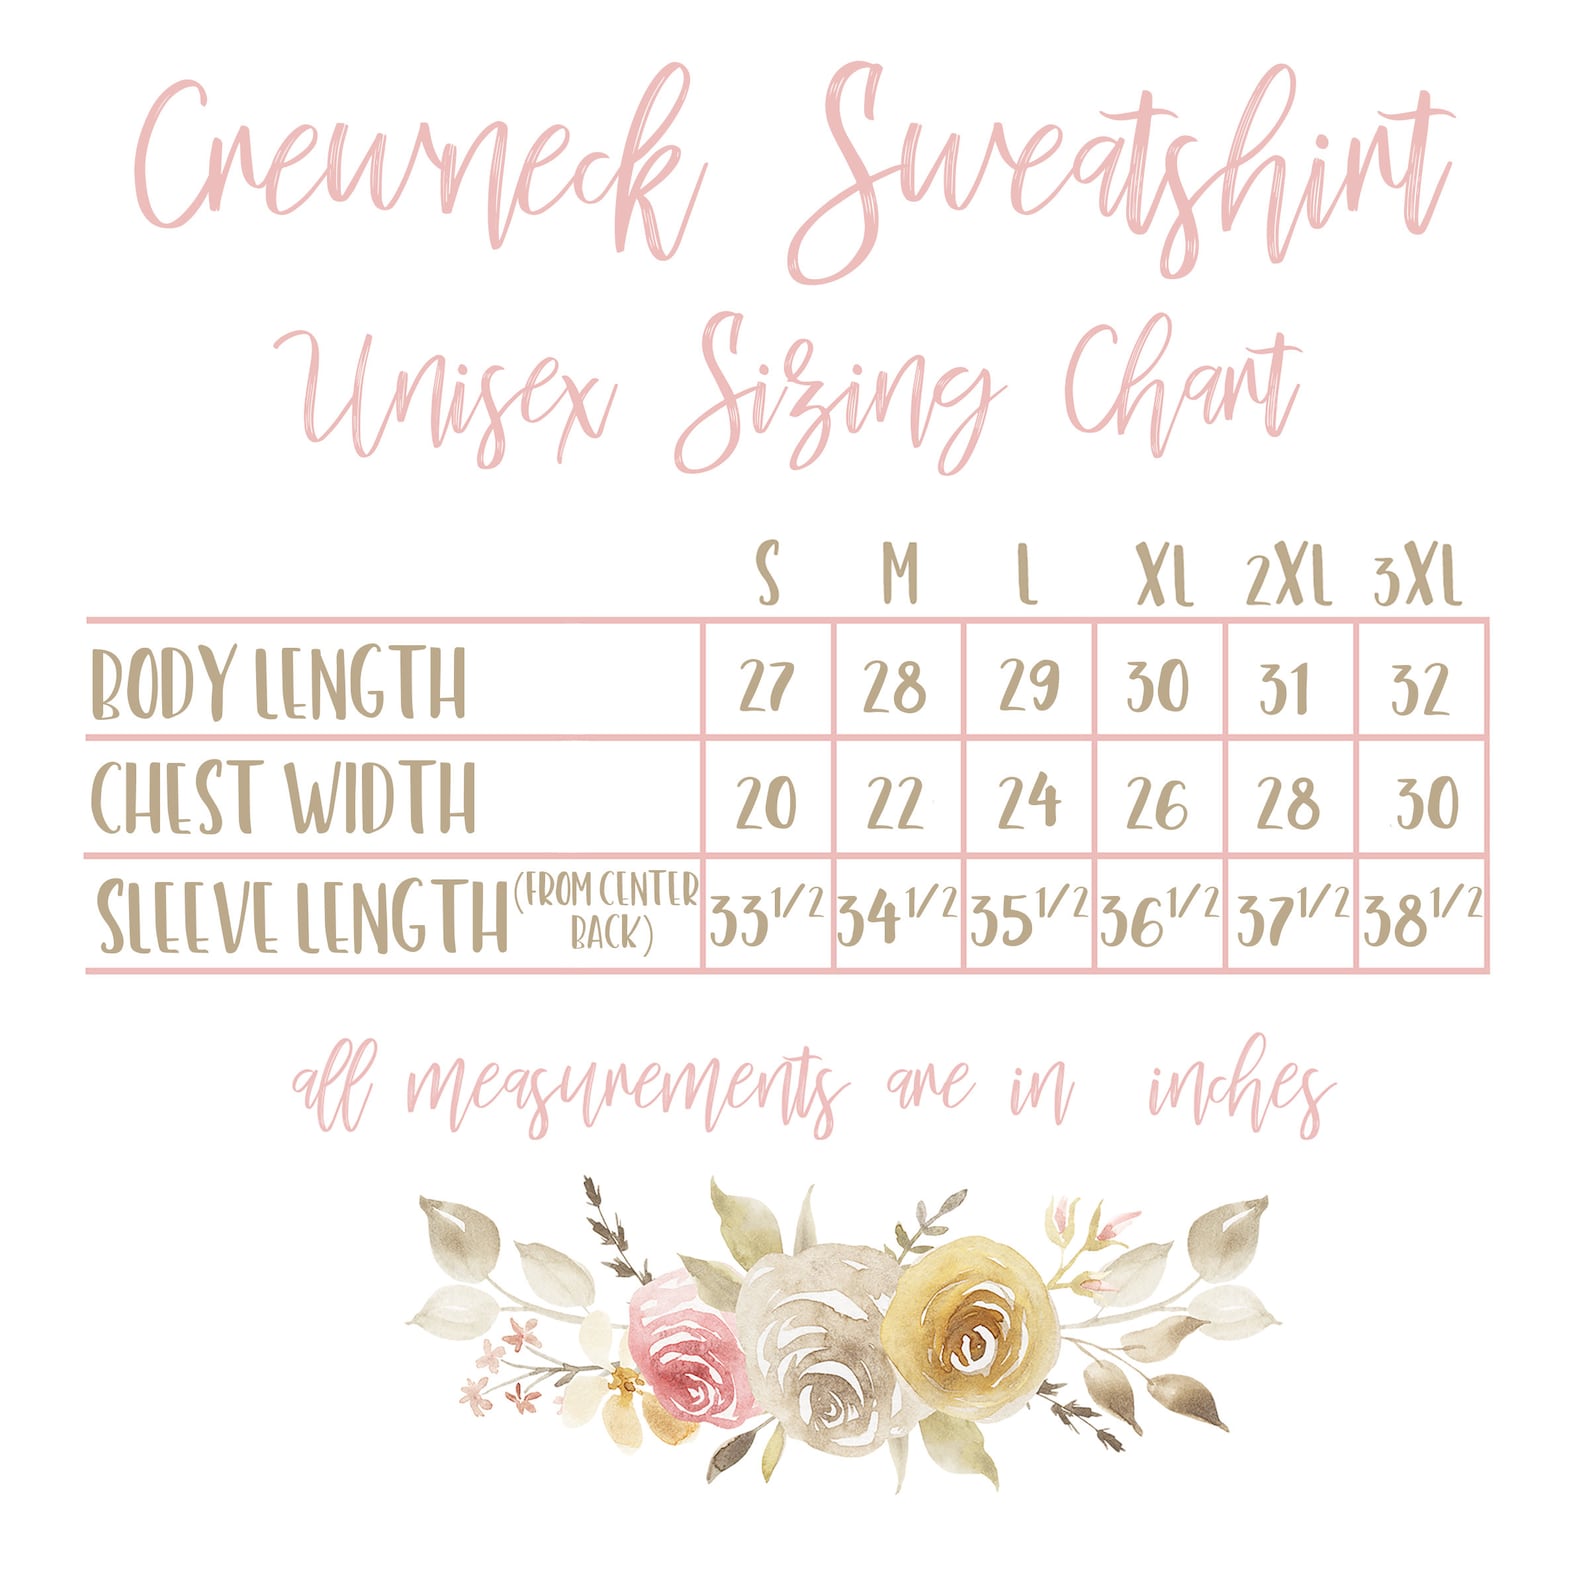 Crewneck Sweatshirt
Unisex Sizing Chart
S M L XL 2XL 3XL
BODY LENGTH 27 28 29 30 31 32
CHEST WIDTH 20 22 24 26 28 30
SLEEVE LENGTH (FROM CENTER BACK) 33 1/2 34 1/2 35 1/2 36 1/2 37 1/2 38 1/2
all measurements are in inches